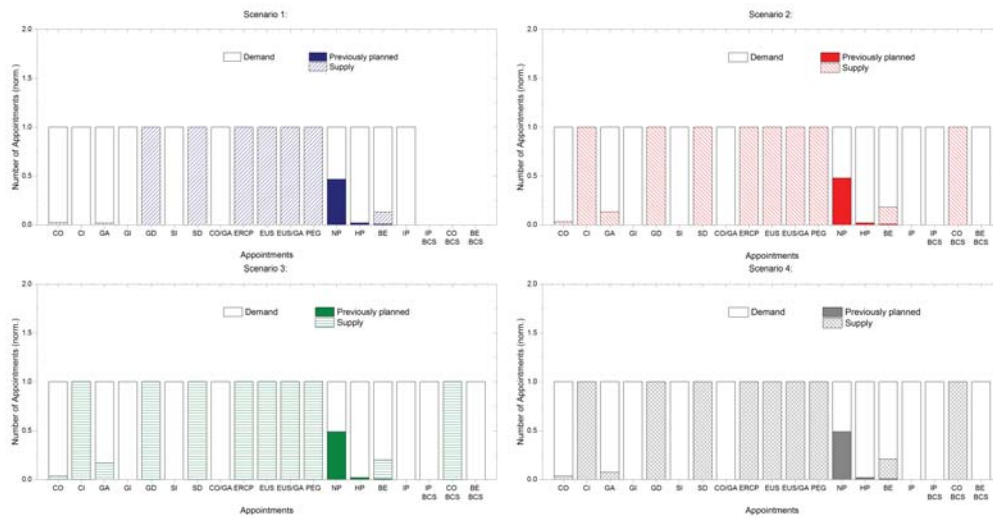 Scenario 1:
Number of Appointments (norm.)
2.0
1.5
1.0
0.5
0.0
Demand
Previously planned
Supply
CO CI GA GI GD SI SD CO/GA ERCP EUS EUS/GA PEG NP HP BE IP IP BCS CO BCS BE BCS
Appointments
Scenario 2:
Number of Appointments (norm.)
2.0
1.5
1.0
0.5
0.0
Demand
Previously planned
Supply
CO CI GA GI GD SI SD CO/GA ERCP EUS EUS/GA PEG NP HP BE IP IP BCS CO BCS BE BCS
Appointments
Scenario 3:
Number of Appointments (norm.)
2.0
1.5
1.0
0.5
0.0
Demand
Previously planned
Supply
CO CI GA GI GD SI SD CO/GA ERCP EUS EUS/GA PEG NP HP BE IP IP BCS CO BCS BE BCS
Appointments
Scenario 4:
Number of Appointments (norm.)
2.0
1.5
1.0
0.5
0.0
Demand
Previously planned
Supply
CO CI GA GI GD SI SD CO/GA ERCP EUS EUS/GA PEG NP HP BE IP IP BCS CO BCS BE BCS
Appointments